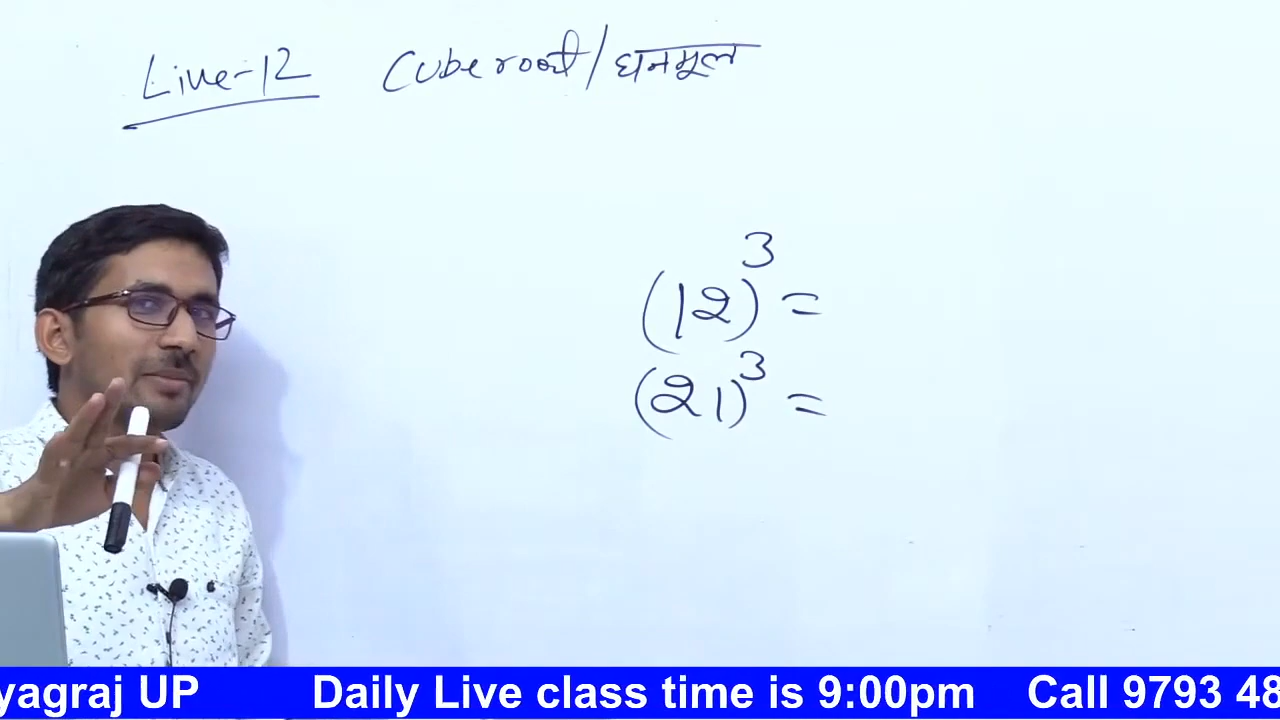 Live-12 Cube root/घनमूल
(12)³ =
(21)³ =
yagraj UP Daily Live class time is 9:00pm Call 9793 48